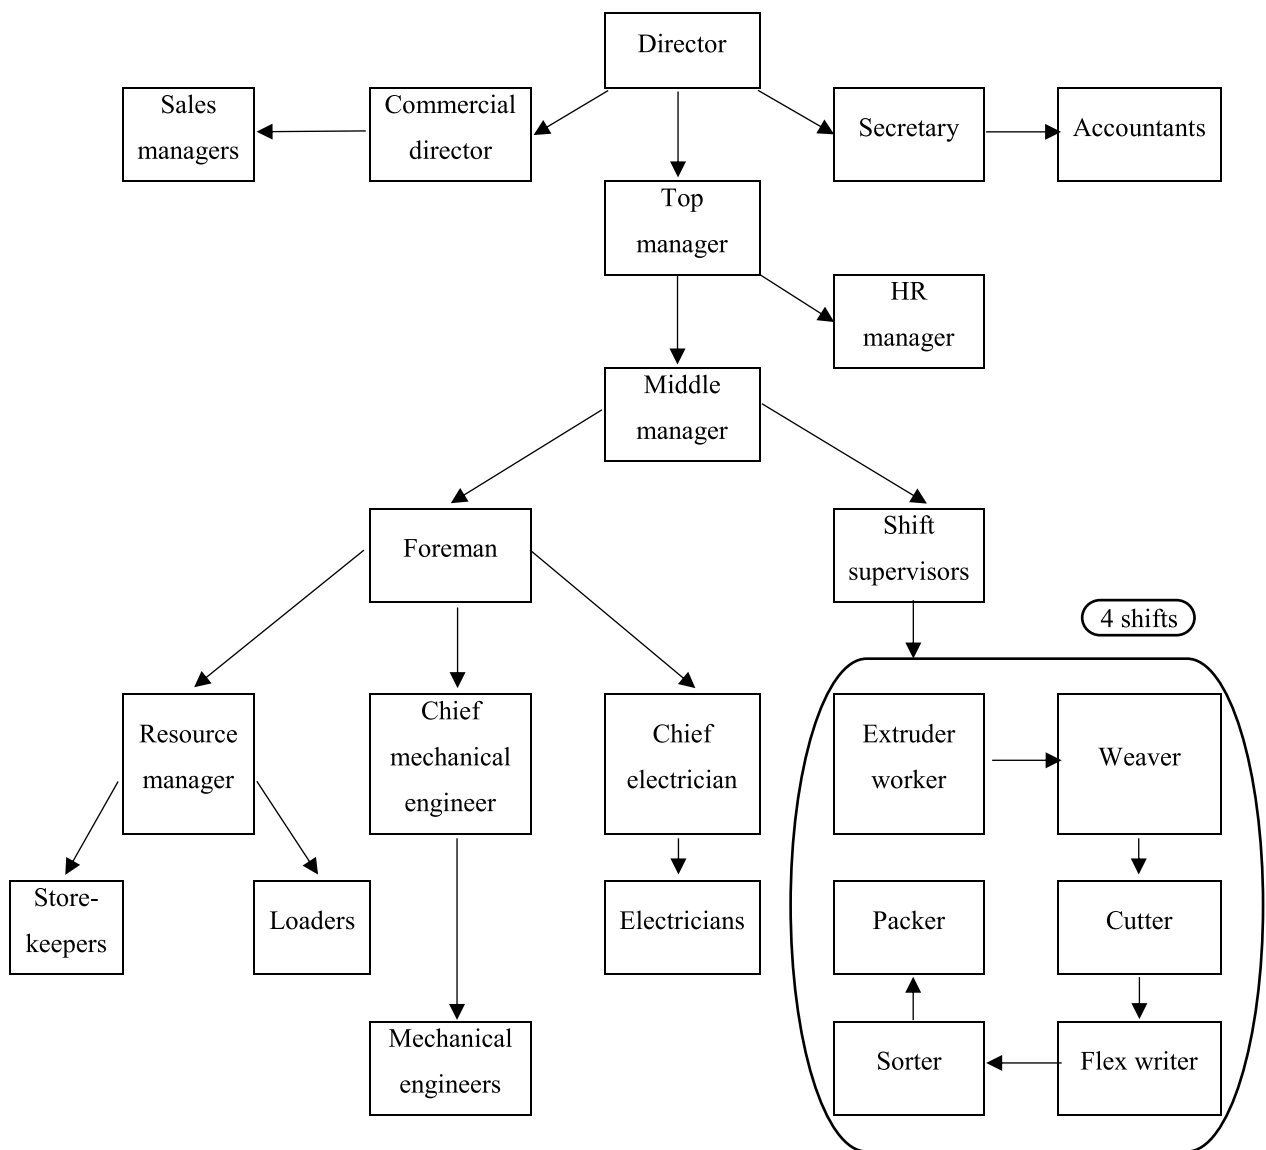 Director
Sales
managers
Commercial
director
Secretary
Accountants
Top
manager
HR
manager
Middle
manager
Foreman
Shift
supervisors
4 shifts
Resource
manager
Chief
mechanical
engineer
Chief
electrician
Extruder
worker
Weaver
Store-
keepers
Loaders
Electricians
Packer
Cutter
Mechanical
engineers
Sorter
Flex writer